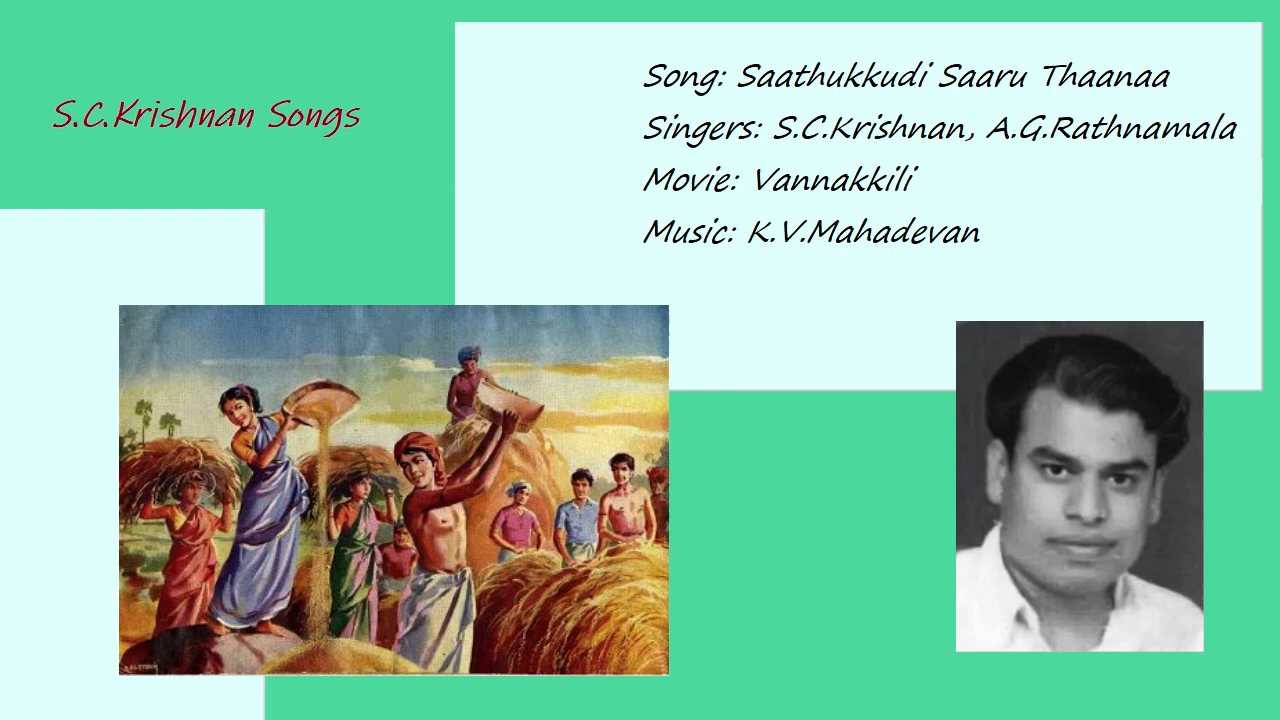 S.C.Krishnan Songs
Song: Saathukkudi Saaru Thaanaa
Singers: S.C.Krishnan, A.G.Rathnamala
Movie: Vannakkili
Music: K.V.Mahadevan